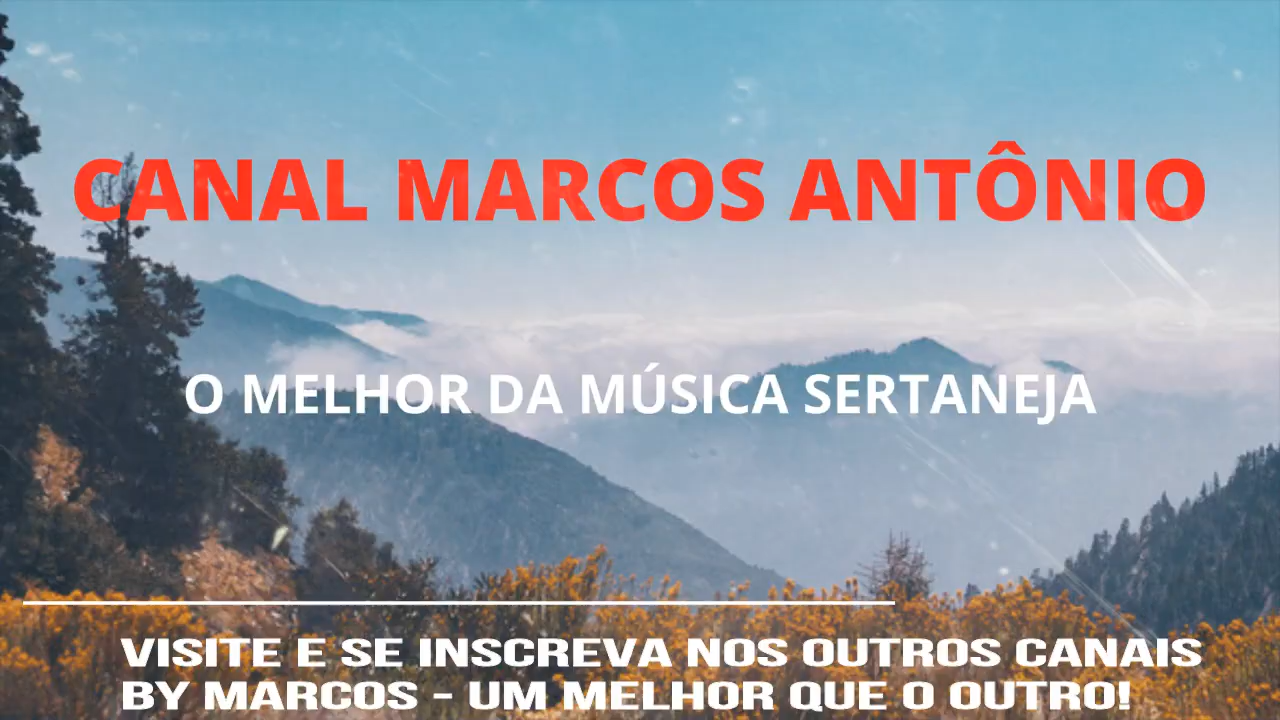 CANAL MARCOS ANTÔNIO
O MELHOR DA MÚSICA SERTANEJA
VISITE E SE INSCREVA NOS OUTROS CANAIS
BY MARCOS - UM MELHOR QUE O OUTRO!